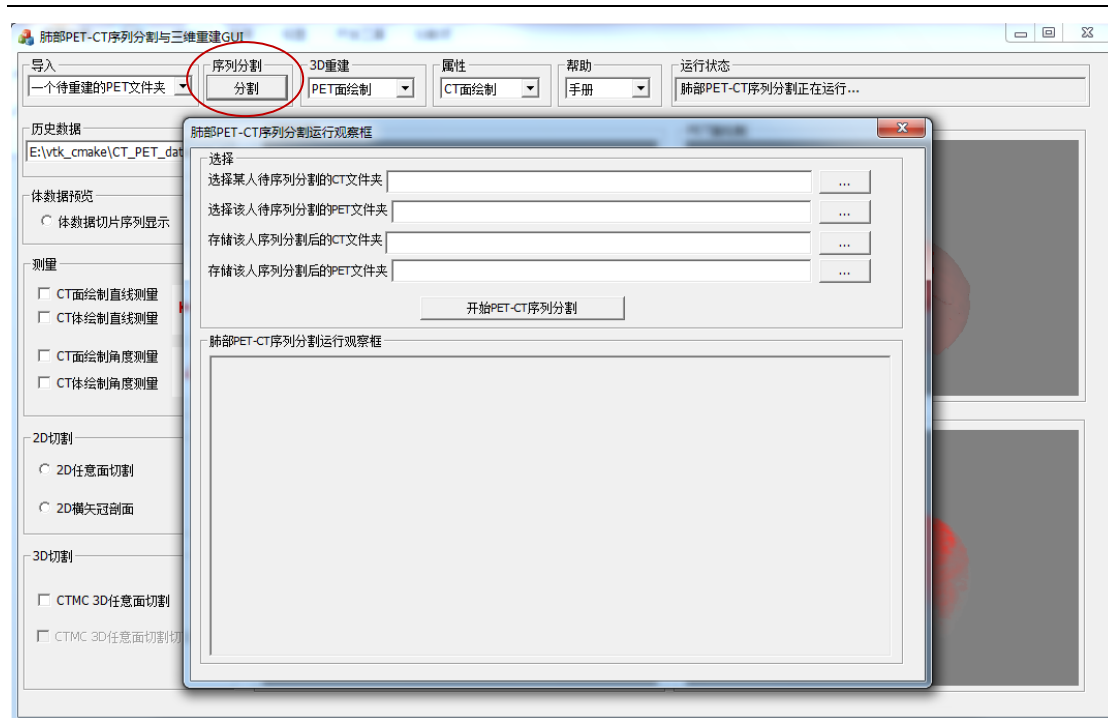 肺部PET-CT序列分割与三维重建GUI
导入 序列分割 3D重建 属性 帮助 运行状态
一个待重建的PET文件夹 分割 PET面绘制 CT面绘制 手册 肺部PET-CT序列分割正在运行...
历史数据
E:\vtk_cmake\CT_PET_dat
体数据预览
体数据切片序列显示
测量
CT面绘制直线测量
CT体绘制直线测量
CT面绘制角度测量
CT体绘制角度测量
2D切割
2D任意面切割
2D横矢冠剖面
3D切割
CTMC 3D任意面切割
CTMC 3D任意面切割切
肺部PET-CT序列分割运行观察框
选择
选择某人待序列分割的CT文件夹 ...
选择该人待序列分割的PET文件夹 ...
存储该人序列分割后的CT文件夹 ...
存储该人序列分割后的PET文件夹 ...
开始PET-CT序列分割
肺部PET-CT序列分割运行观察框